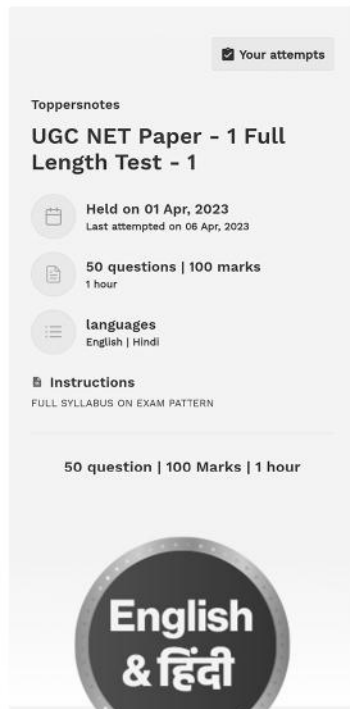 Your attempts
Toppersnotes
UGC NET Paper - 1 Full
Length Test - 1
Held on 01 Apr, 2023
Last attempted on 06 Apr, 2023
50 questions | 100 marks
1 hour
languages
English | Hindi
Instructions
FULL SYLLABUS ON EXAM PATTERN
50 question | 100 Marks | 1 hour
English
& हिंदी